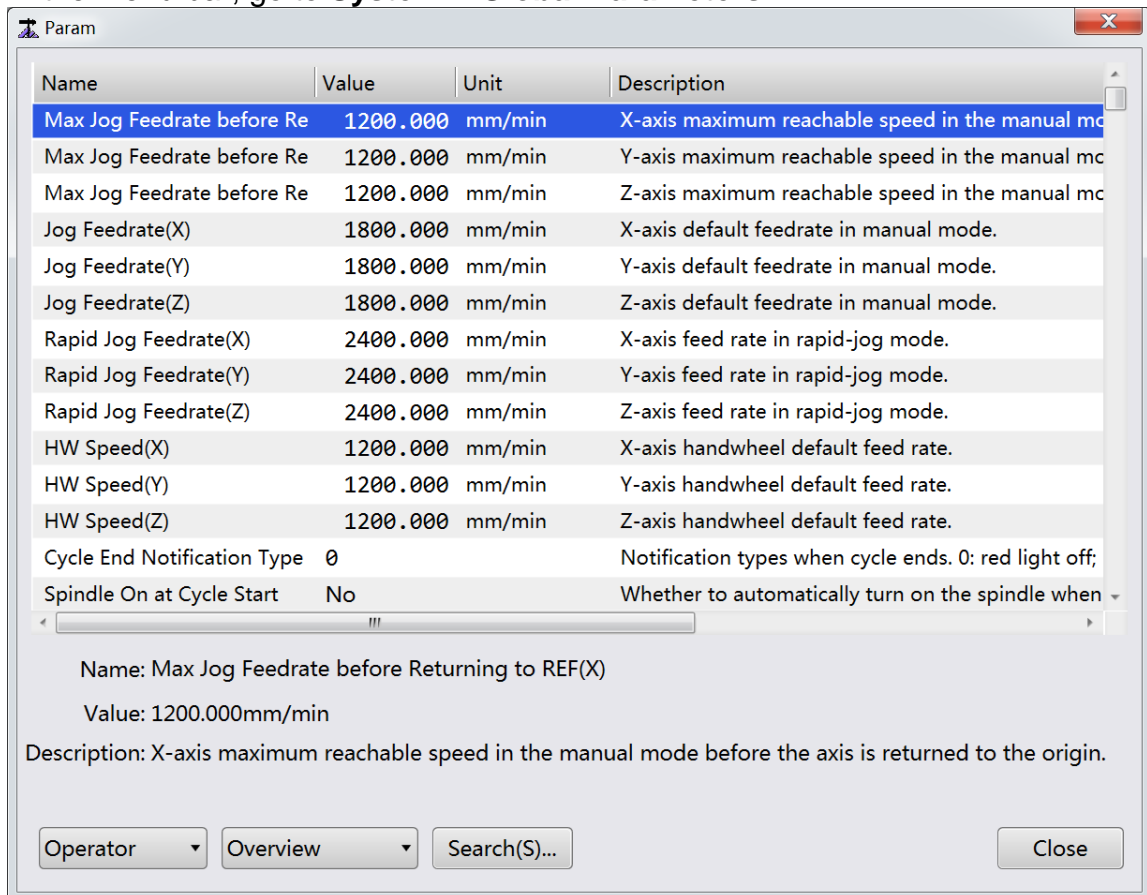 Param
Name Value Unit Description
Max Jog Feedrate before Re 1200.000 mm/min X-axis maximum reachable speed in the manual mo
Max Jog Feedrate before Re 1200.000 mm/min Y-axis maximum reachable speed in the manual mo
Max Jog Feedrate before Re 1200.000 mm/min Z-axis maximum reachable speed in the manual mo
Jog Feedrate(X) 1800.000 mm/min X-axis default feedrate in manual mode.
Jog Feedrate(Y) 1800.000 mm/min Y-axis default feedrate in manual mode.
Jog Feedrate(Z) 1800.000 mm/min Z-axis default feedrate in manual mode.
Rapid Jog Feedrate(X) 2400.000 mm/min X-axis feed rate in rapid-jog mode.
Rapid Jog Feedrate(Y) 2400.000 mm/min Y-axis feed rate in rapid-jog mode.
Rapid Jog Feedrate(Z) 2400.000 mm/min Z-axis feed rate in rapid-jog mode.
HW Speed(X) 1200.000 mm/min X-axis handwheel default feed rate.
HW Speed(Y) 1200.000 mm/min Y-axis handwheel default feed rate.
HW Speed(Z) 1200.000 mm/min Z-axis handwheel default feed rate.
Cycle End Notification Type 0 Notification types when cycle ends. 0: red light off;
Spindle On at Cycle Start No Whether to automatically turn on the spindle when
Name: Max Jog Feedrate before Returning to REF(X)
Value: 1200.000mm/min
Description: X-axis maximum reachable speed in the manual mode before the axis is returned to the origin.
Operator Overview Search(S)... Close